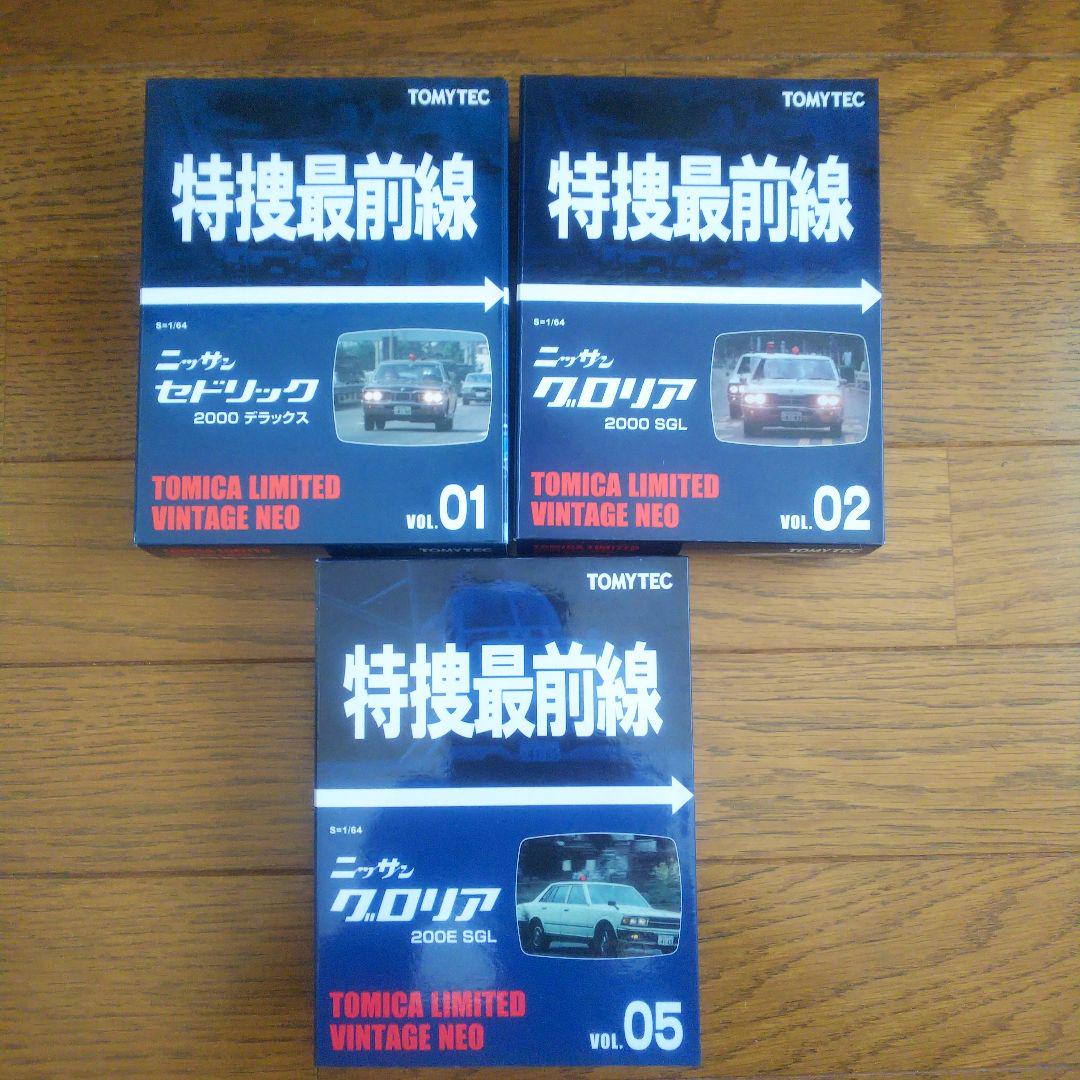 TOMYTEC
特捜最前線
S=1/64
ニッサン
セドリック
2000 デラックス
TOMICA LIMITED
VINTAGE NEO
VOL.01
TOMYTEC
TOMYTEC
特捜最前線
S=1/64
ニッサン
グロリア
2000 SGL
TOMICA LIMITED
VINTAGE NEO
VOL.02
TOMICA LIMITED
TOMYTEC
TOMYTEC
特捜最前線
S=1/64
ニッサン
グロリア
200E SGL
TOMICA LIMITED
VINTAGE NEO
VOL.05